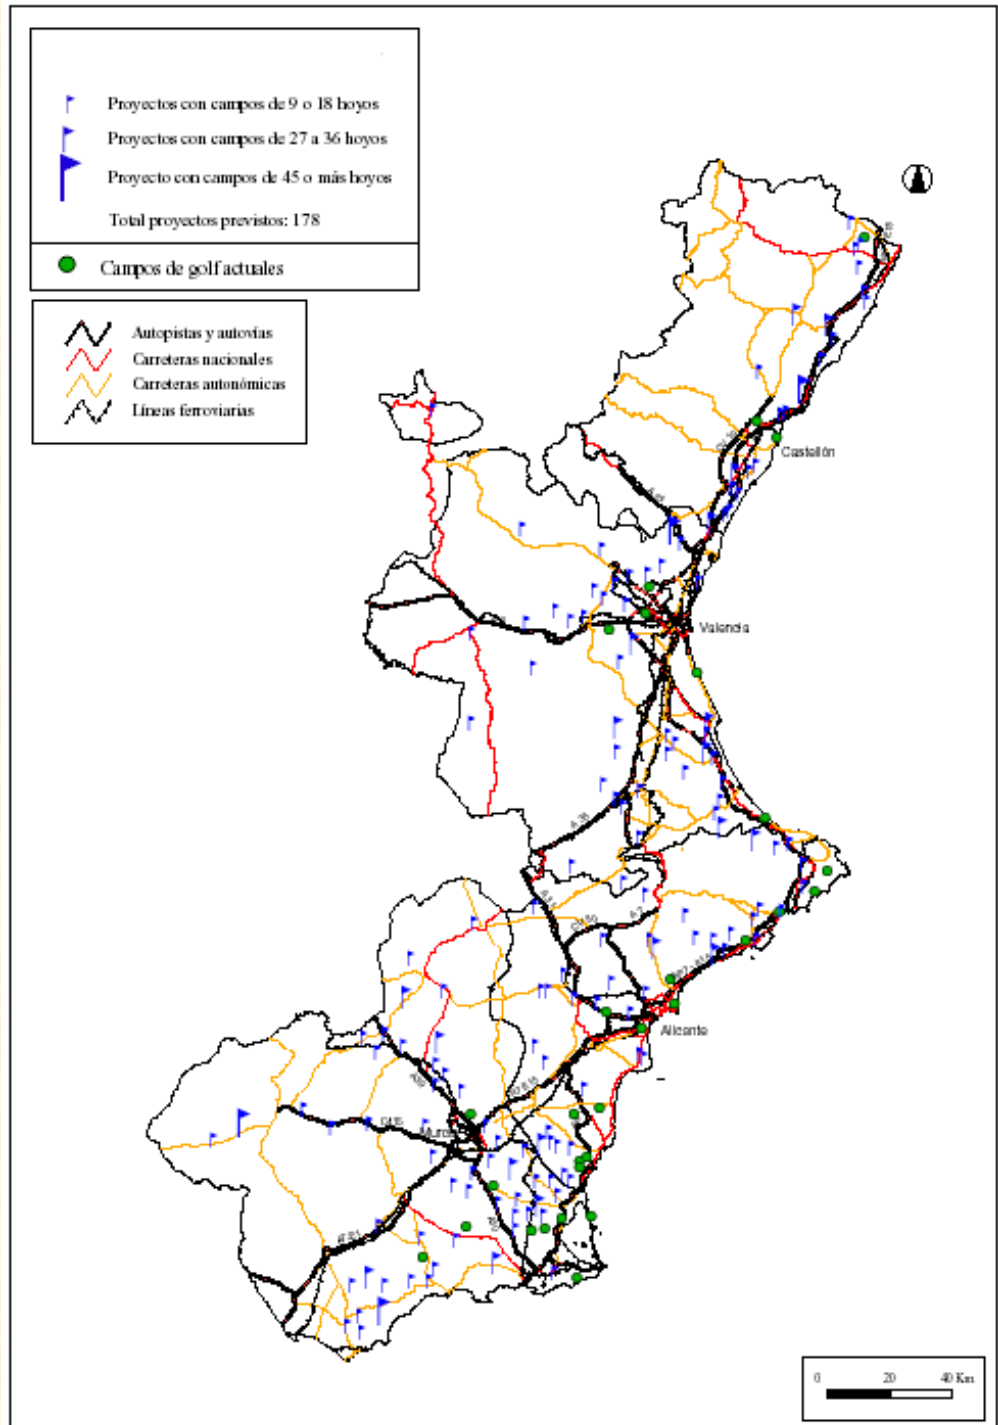 Proyectos con campos de 9 o 18 hoyos
Proyectos con campos de 27 a 36 hoyos
Proyecto con campos de 45 o más hoyos
Total proyectos previstos: 178
Campos de golf actuales
Autopistas y autovías
Carreteras nacionales
Carreteras autonómicas
Líneas ferroviarias
Castellón
Valencia
A 35
A 7
Alicante
Murcia
0 20 40 Km